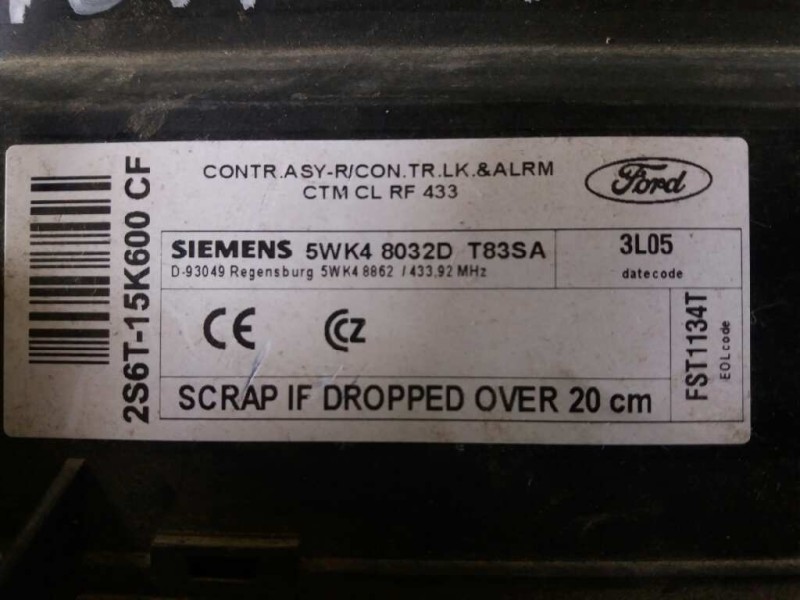 CONTR.ASY-R/CON.TR.LK.&ALRM
CTM CL RF 433
Ford
2S6T-15K600 CF
SIEMENS 5WK4 8032D T83SA
D-93049 Regensburg 5WK4 8862 / 433,92 MHz
3L05
datecode
CE
CZ
FST1134T
EOL code
SCRAP IF DROPPED OVER 20 cm